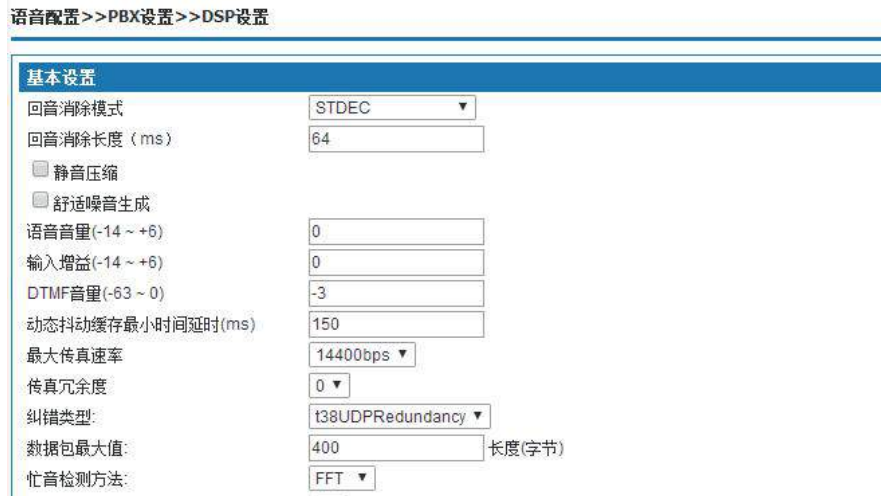 语音配置>>PBX设置>>DSP设置
基本设置
回音消除模式 STDEC
回音消除长度（ms） 64
静音压缩
舒适噪音生成
语音音量(-14 ~ +6) 0
输入增益(-14 ~ +6) 0
DTMF音量(-63 ~ 0) -3
动态抖动缓存最小时间延时(ms) 150
最大传真速率 14400bps
传真冗余度 0
纠错类型: t38UDPRedundancy
数据包最大值: 400 长度(字节)
忙音检测方法: FFT